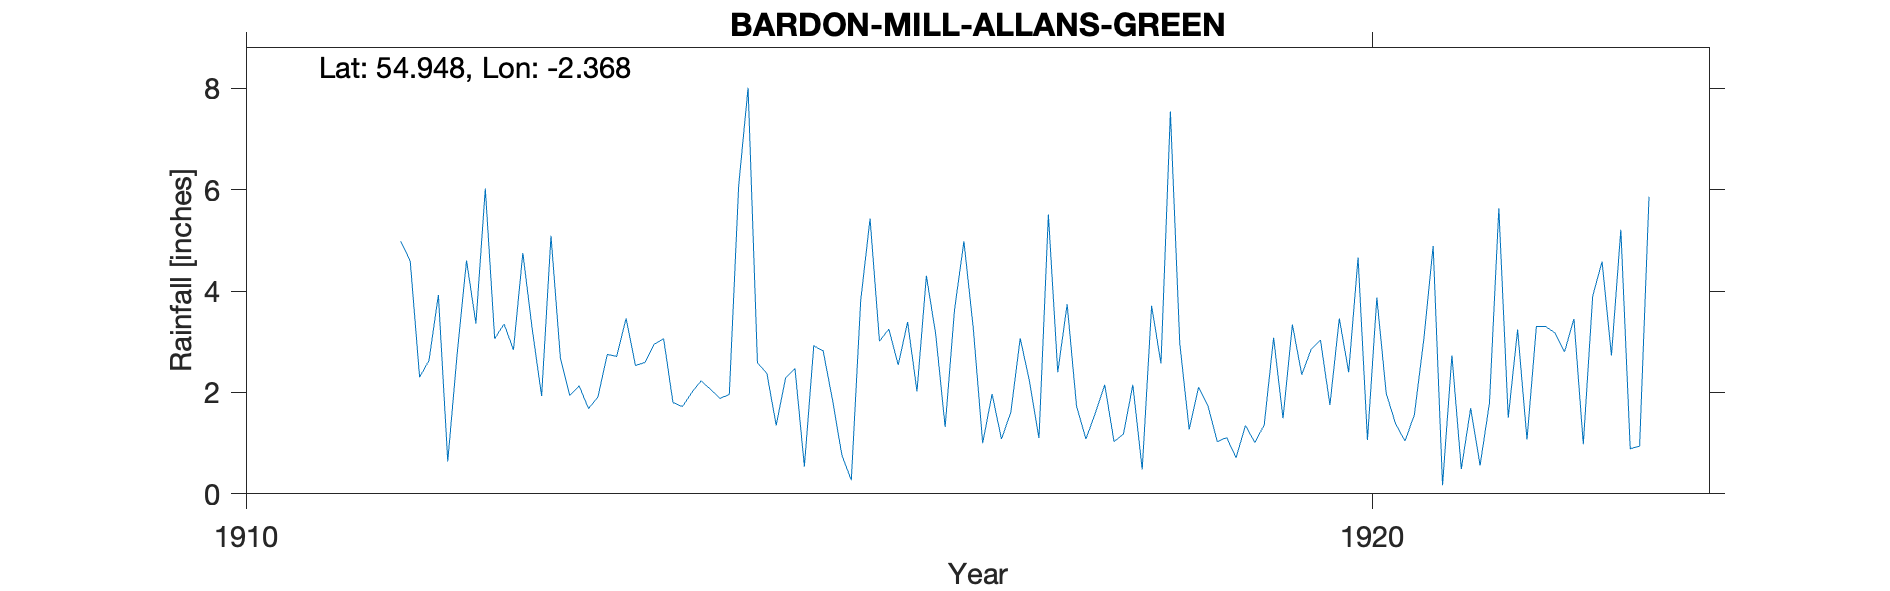 BARDON-MILL-ALLANS-GREEN
Lat: 54.948, Lon: -2.368
8
6
4
2
0
Rainfall [inches]
1910
1920
Year